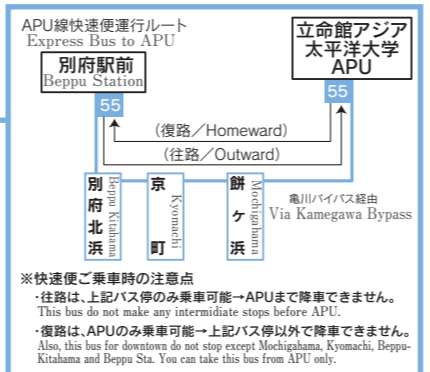 APU線快速便運行ルート
Express Bus to APU
別府駅前
Beppu Station
55
立命館アジア
太平洋大学
APU
55
(復路/Homeward)
(往路/Outward)
別府北浜
Beppu Kitahama
京町
Kyomachi
餅ヶ浜
Mochigahama
亀川バイパス経由
Via Kamegawa Bypass
※快速便ご乗車時の注意点
・往路は、上記バス停のみ乗車可能→APUまで降車できません。
This bus do not make any intermidiate stops before APU.
・復路は、APUのみ乗車可能→上記バス停以外で降車できません。
Also, this bus for downtown do not stop except Mochigahama, Kyomachi, Beppu-
Kitahama and Beppu Sta. You can take this bus from APU only.